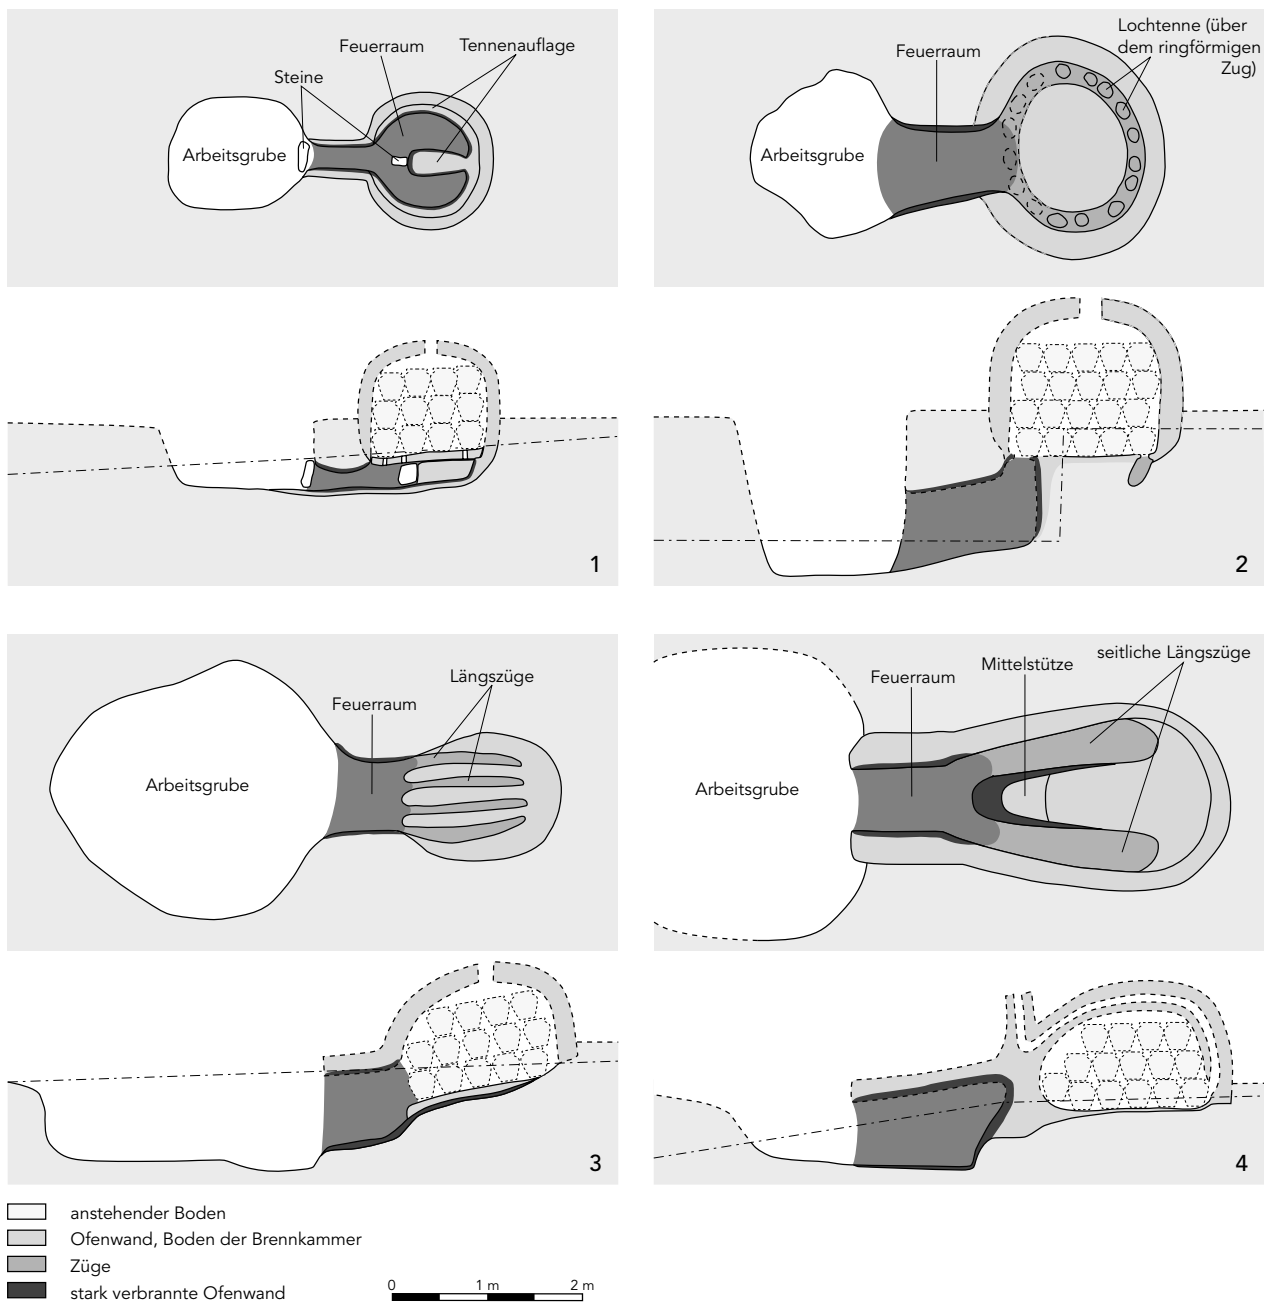 Feuerraum
Tennenauflage
Steine
Arbeitsgrube
1
Lochtenne (über
dem ringförmigen
Zug)
Feuerraum
Arbeitsgrube
2
Längszüge
Feuerraum
Arbeitsgrube
3
seitliche Längszüge
Mittelstütze
Feuerraum
Arbeitsgrube
4
anstehender Boden
Ofenwand, Boden der Brennkammer
Züge
stark verbrannte Ofenwand
0 1 m 2 m